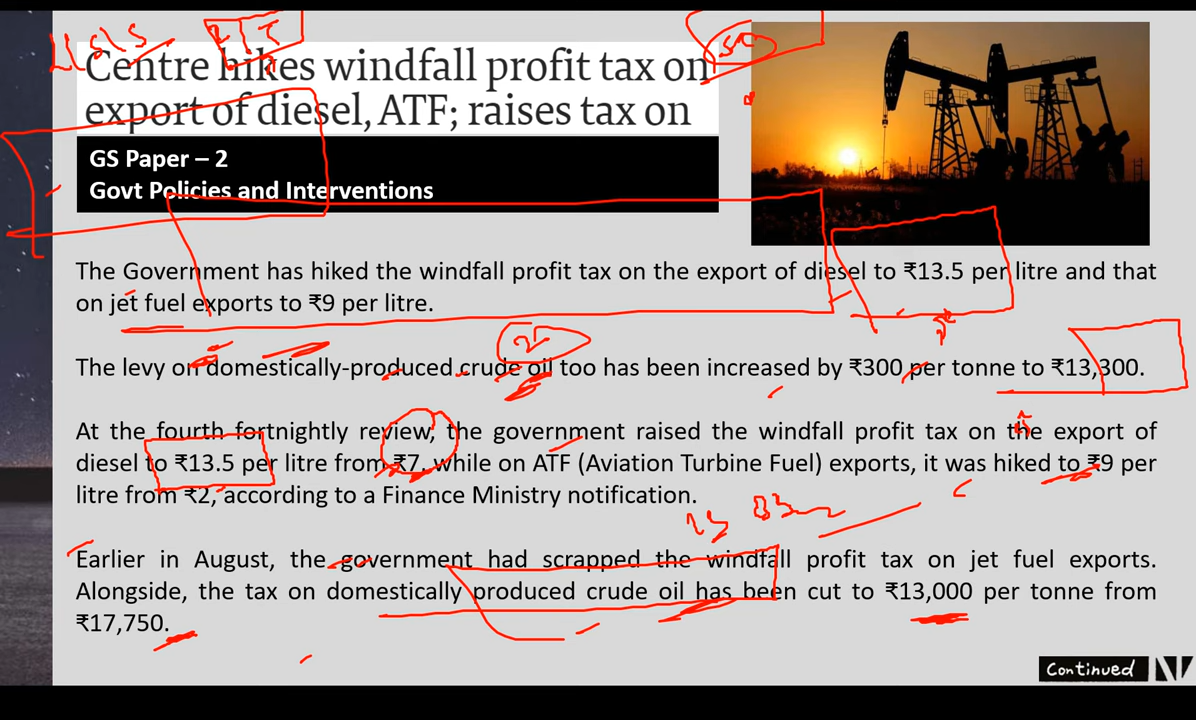 Centre hikes windfall profit tax on
export of diesel, ATF; raises tax on
GS Paper – 2
Govt Policies and Interventions
The Government has hiked the windfall profit tax on the export of diesel to ₹13.5 per litre and that
on jet fuel exports to ₹9 per litre.
The levy on domestically-produced crude oil too has been increased by ₹300 per tonne to ₹13,300.
At the fourth fortnightly review, the government raised the windfall profit tax on the export of
diesel to ₹13.5 per litre from ₹7, while on ATF (Aviation Turbine Fuel) exports, it was hiked to ₹9 per
litre from ₹2, according to a Finance Ministry notification.
Earlier in August, the government had scrapped the windfall profit tax on jet fuel exports.
Alongside, the tax on domestically produced crude oil has been cut to ₹13,000 per tonne from
₹17,750.
Continued